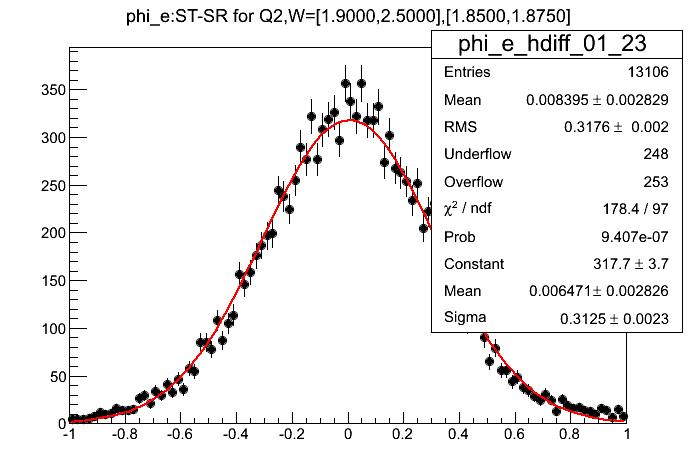 phi_e:ST-SR for Q2,W=[1.9000,2.5000],[1.8500,1.8750]
phi_e_hdiff_01_23
Entries 13106
Mean 0.008395 ± 0.002829
RMS 0.3176 ± 0.002
Underflow 248
Overflow 253
χ² / ndf 178.4 / 97
Prob 9.407e-07
Constant 317.7 ± 3.7
Mean 0.006471 ± 0.002826
Sigma 0.3125 ± 0.0023
350
300
250
200
150
100
50
0
-1 -0.8 -0.6 -0.4 -0.2 0 0.2 0.4 0.6 0.8 1